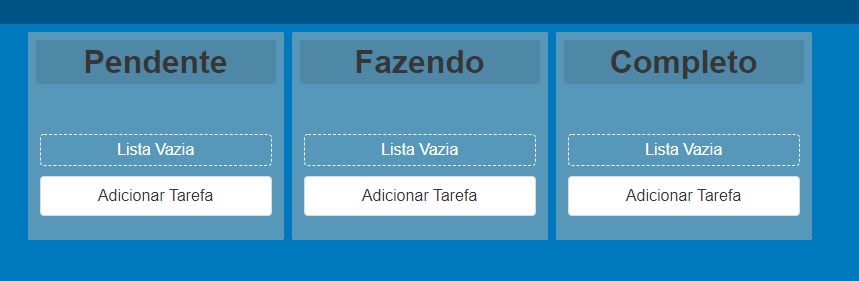 Pendente
Lista Vazia
Adicionar Tarefa
Fazendo
Lista Vazia
Adicionar Tarefa
Completo
Lista Vazia
Adicionar Tarefa